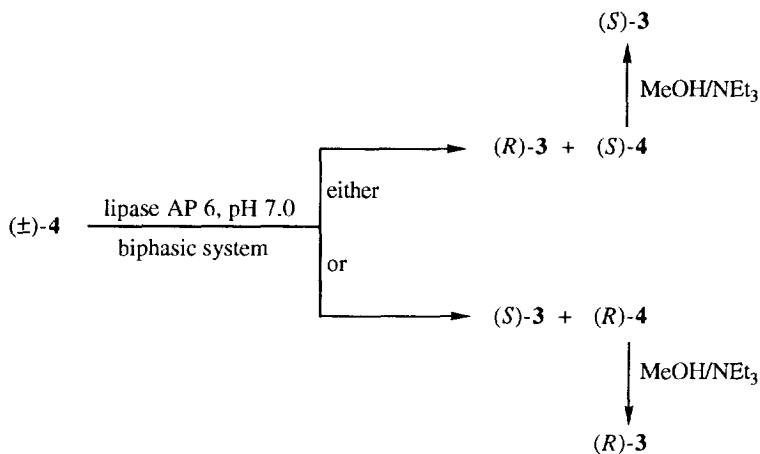 (S)-3
MeOH/NEt3
(R)-3 + (S)-4
either
lipase AP 6, pH 7.0
(±)-4
biphasic system
or
(S)-3 + (R)-4
MeOH/NEt3
(R)-3